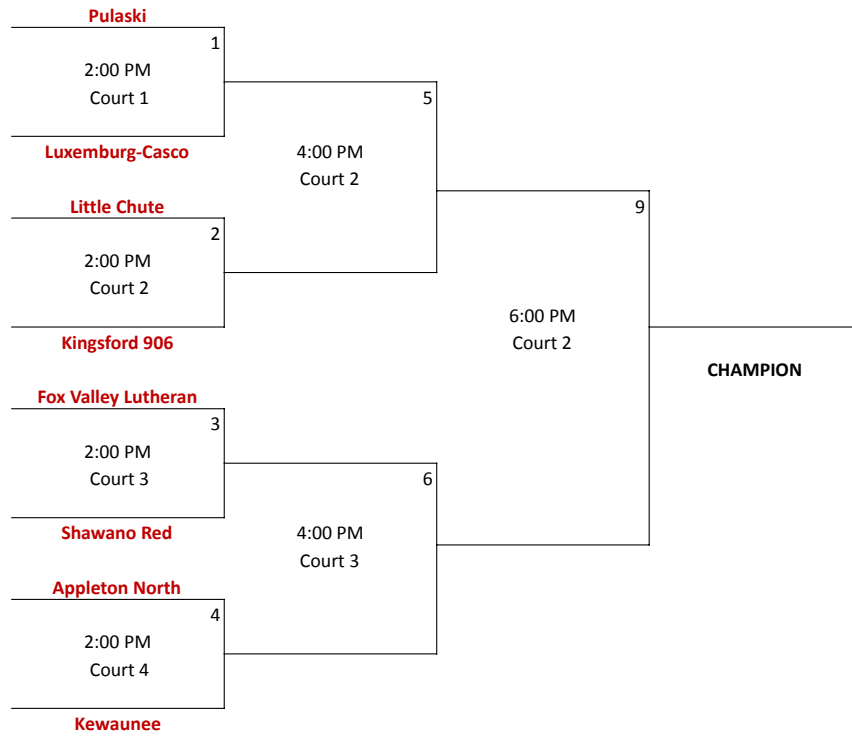 Pulaski
1
2:00 PM
Court 1
Luxemburg-Casco
5
4:00 PM
Court 2
Little Chute
2
2:00 PM
Court 2
Kingsford 906
9
6:00 PM
Court 2
CHAMPION
Fox Valley Lutheran
3
2:00 PM
Court 3
Shawano Red
6
4:00 PM
Court 3
Appleton North
4
2:00 PM
Court 4
Kewaunee